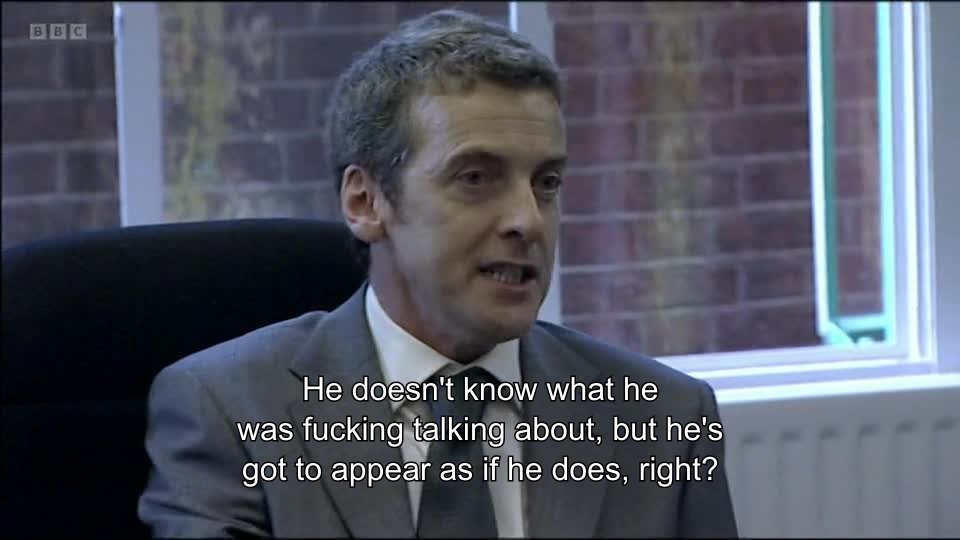 BBC
He doesn't know what he
was fucking talking about, but he's
got to appear as if he does, right?